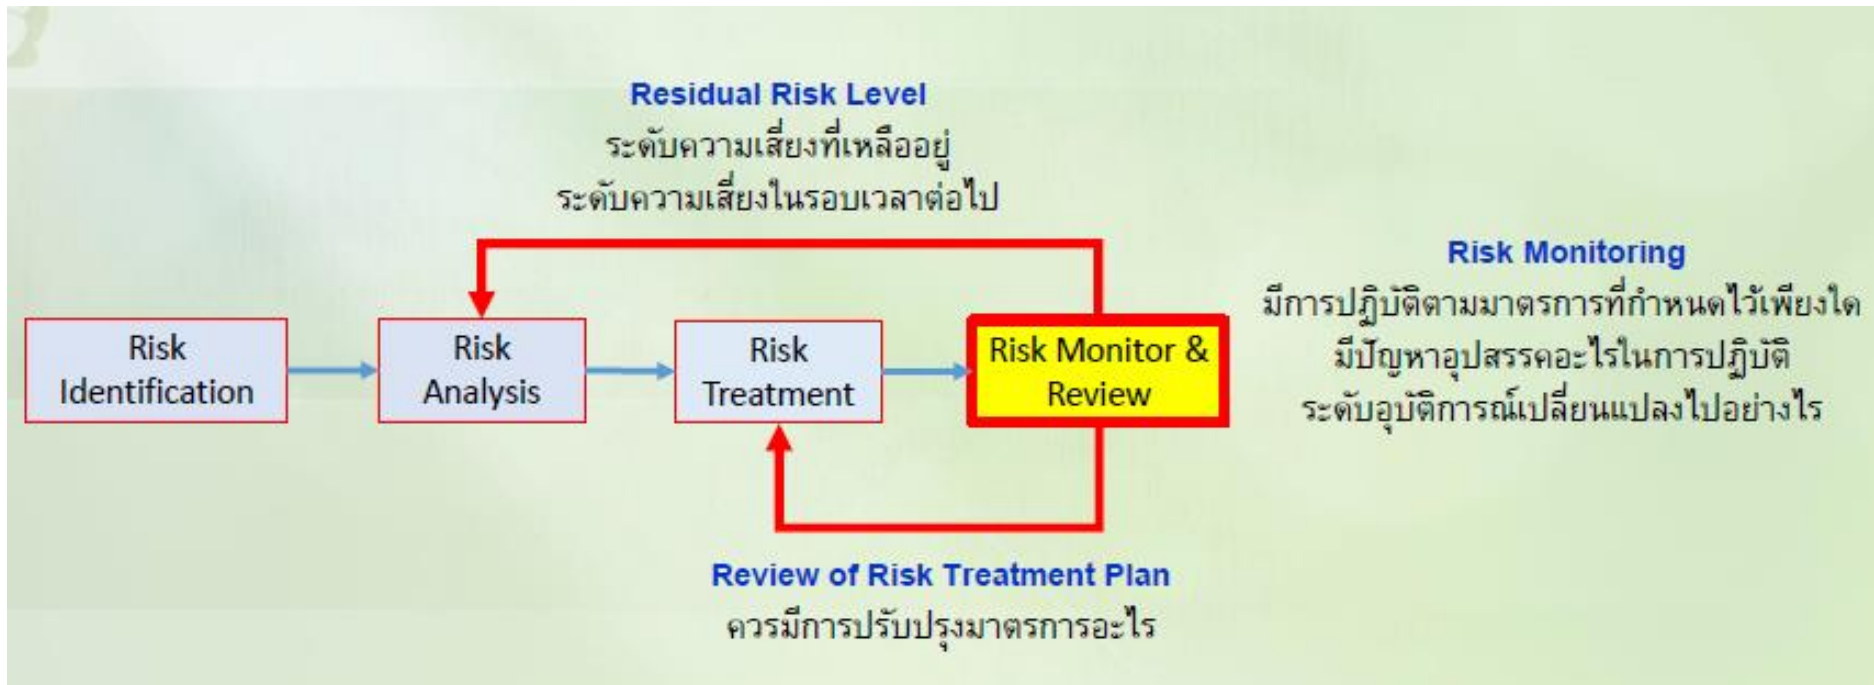 Residual Risk Level
ระดับความเสี่ยงที่เหลืออยู่
ระดับความเสี่ยงในรอบเวลาต่อไป
Risk
Identification
Risk
Analysis
Risk
Treatment
Risk Monitor &
Review
Risk Monitoring
มีการปฏิบัติตามมาตรการที่กำหนดไว้เพียงใด
มีปัญหาอุปสรรคอะไรในการปฏิบัติ
ระดับอุบัติการณ์เปลี่ยนแปลงไปอย่างไร
Review of Risk Treatment Plan
ควรมีการปรับปรุงมาตรการอะไร